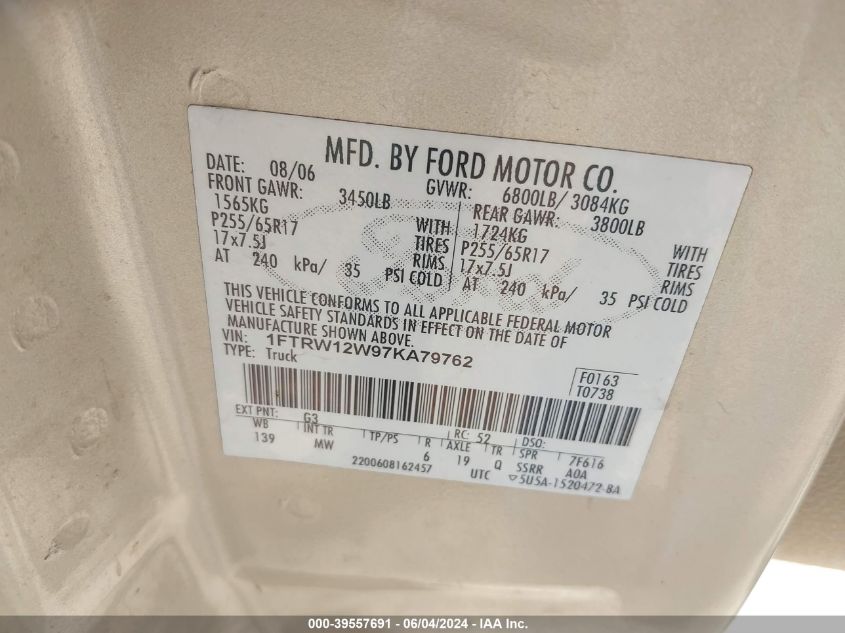 MFD. BY FORD MOTOR CO.
DATE: 08/06 GVWR: 6800LB/ 3084KG
FRONT GAWR: 3450LB REAR GAWR: 3800LB
1565KG WITH 1724KG WITH
P255/65R17 TIRES P255/65R17 TIRES
17x7.5J RIMS 17x7.5J RIMS
AT 240 kPa/ 35 PSI COLD AT 240 kPa/ 35 PSI COLD
Ford
THIS VEHICLE CONFORMS TO ALL APPLICABLE FEDERAL MOTOR
VEHICLE SAFETY STANDARDS IN EFFECT ON THE DATE OF
MANUFACTURE SHOWN ABOVE.
VIN: 1FTRW12W97KA79762
TYPE: Truck
F0163
T0738
EXT PNT: G3 RC: 52 DSO:
WB INT TR TP/PS R AXLE TR SPR 7F616
139 MW 6 19 Q SSRR A0A
2200608162457 UTC ▽5U5A-1520472-BA
000-39557691 - 06/04/2024 - IAA Inc.